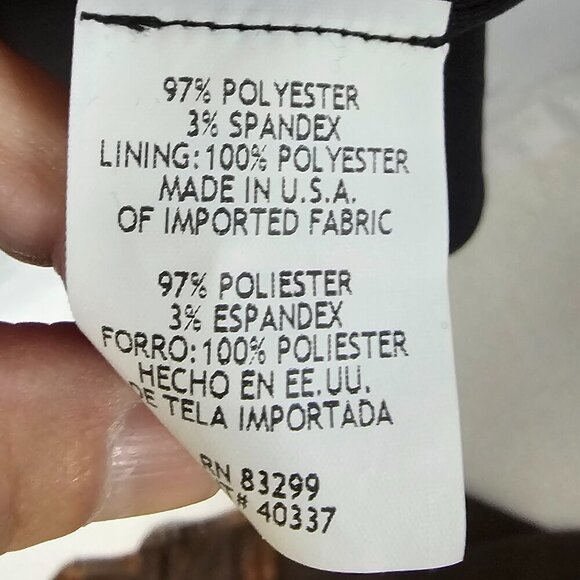 97% POLYESTER
3% SPANDEX
LINING: 100% POLYESTER
MADE IN U.S.A.
OF IMPORTED FABRIC
97% POLIESTER
3% ESPANDEX
FORRO: 100% POLIESTER
HECHO EN EE.UU.
DE TELA IMPORTADA
RN 83299
# 40337